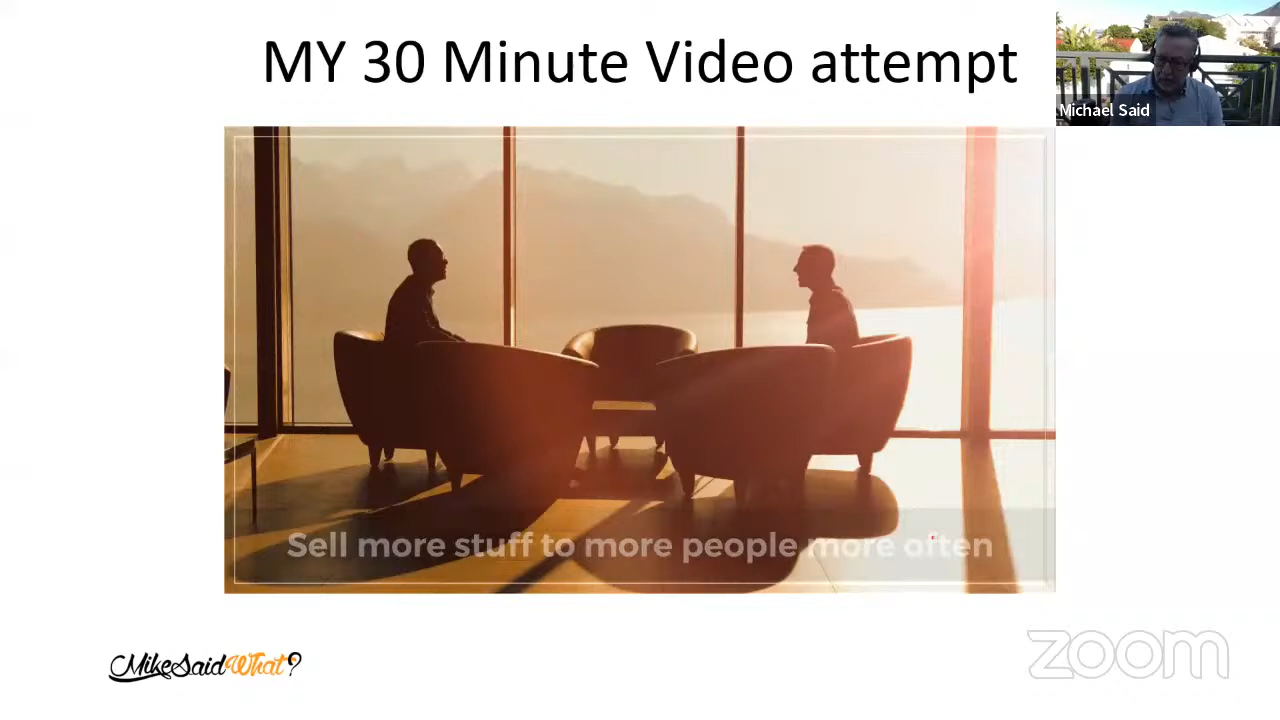 MY 30 Minute Video attempt
Michael Said
Sell more stuff to more people more often
MikeSaidWhat?
zoom